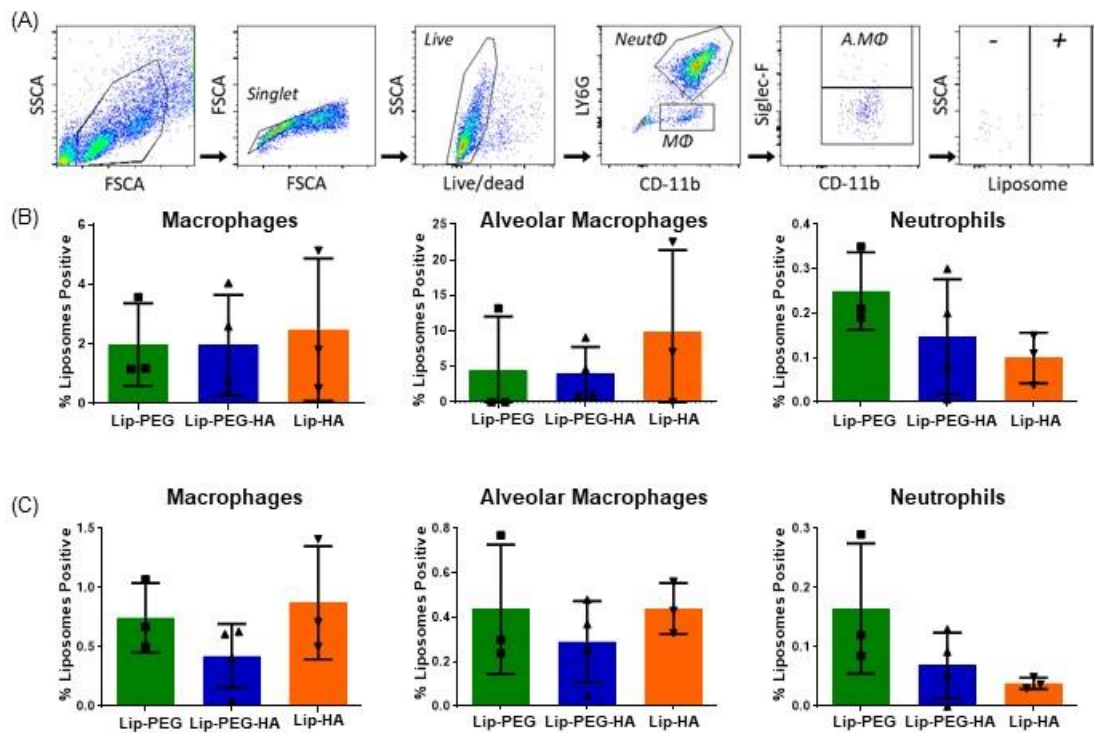 (A)
SSCA
FSCA
Singlet
FSCA
FSCA
Live
SSCA
Live/dead
NeutΦ
LY6G
MΦ
CD-11b
A.MΦ
Siglec-F
CD-11b
- +
SSCA
Liposome
(B)
Macrophages
% Liposomes Positive
6
4
2
0
Lip-PEG Lip-PEG-HA Lip-HA
Alveolar Macrophages
% Liposomes Positive
25
20
15
10
5
0
Lip-PEG Lip-PEG-HA Lip-HA
Neutrophils
% Liposomes Positive
0.4
0.3
0.2
0.1
0.0
Lip-PEG Lip-PEG-HA Lip-HA
(C)
Macrophages
% Liposomes Positive
1.5
1.0
0.5
0.0
Lip-PEG Lip-PEG-HA Lip-HA
Alveolar Macrophages
% Liposomes Positive
0.8
0.6
0.4
0.2
0.0
Lip-PEG Lip-PEG-HA Lip-HA
Neutrophils
% Liposomes Positive
0.3
0.2
0.1
0.0
Lip-PEG Lip-PEG-HA Lip-HA